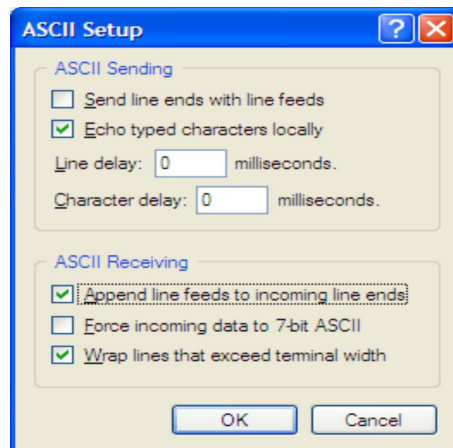 ASCII Setup
ASCII Sending
Send line ends with line feeds
Echo typed characters locally
Line delay: 0 milliseconds.
Character delay: 0 milliseconds.
ASCII Receiving
Append line feeds to incoming line ends
Force incoming data to 7-bit ASCII
Wrap lines that exceed terminal width
OK Cancel